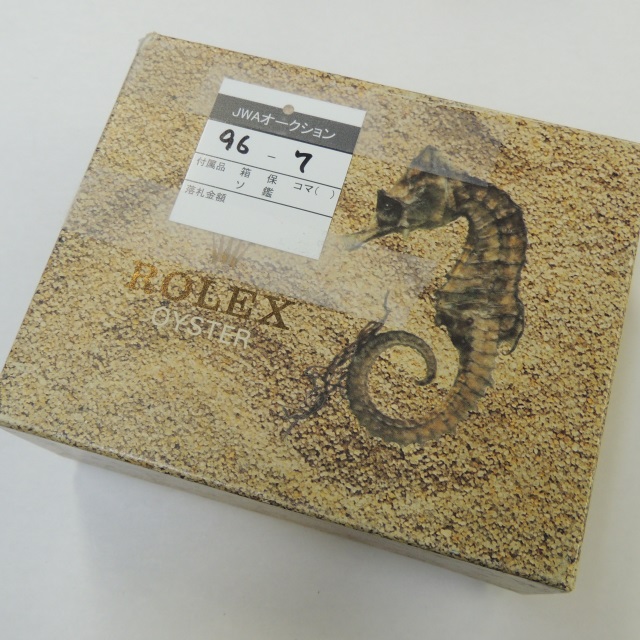 JWAオークション
96 - 7
付属品 箱 保 コマ( )
ソ 鑑
落札金額
ROLEX
OYSTER